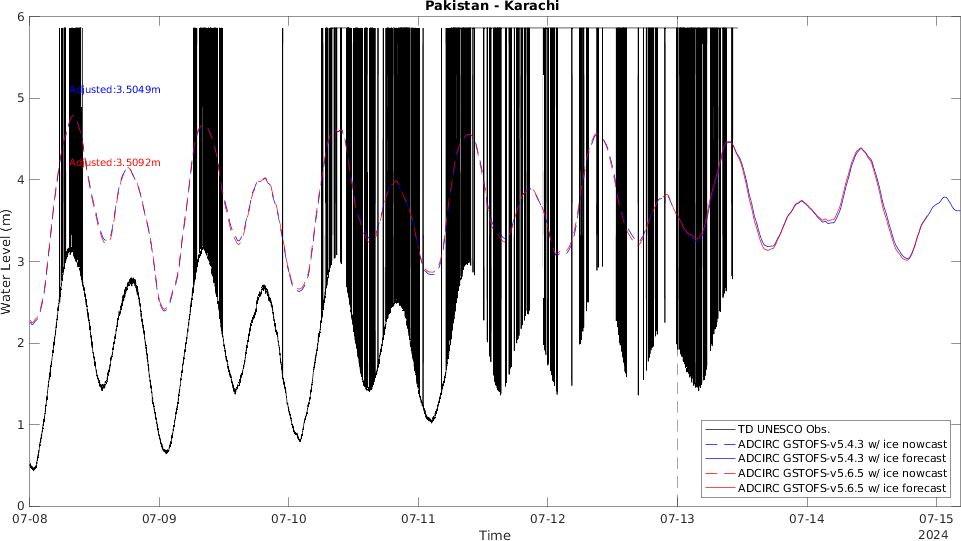 Pakistan - Karachi
6
5
4
3
2
1
0
Water Level (m)
Adjusted:3.5049m
Adjusted:3.5092m
TD UNESCO Obs.
ADCIRC GSTOFS-v5.4.3 w/ ice nowcast
ADCIRC GSTOFS-v5.4.3 w/ ice forecast
ADCIRC GSTOFS-v5.6.5 w/ ice nowcast
ADCIRC GSTOFS-v5.6.5 w/ ice forecast
07-08 07-09 07-10 07-11 07-12 07-13 07-14 07-15
Time 2024